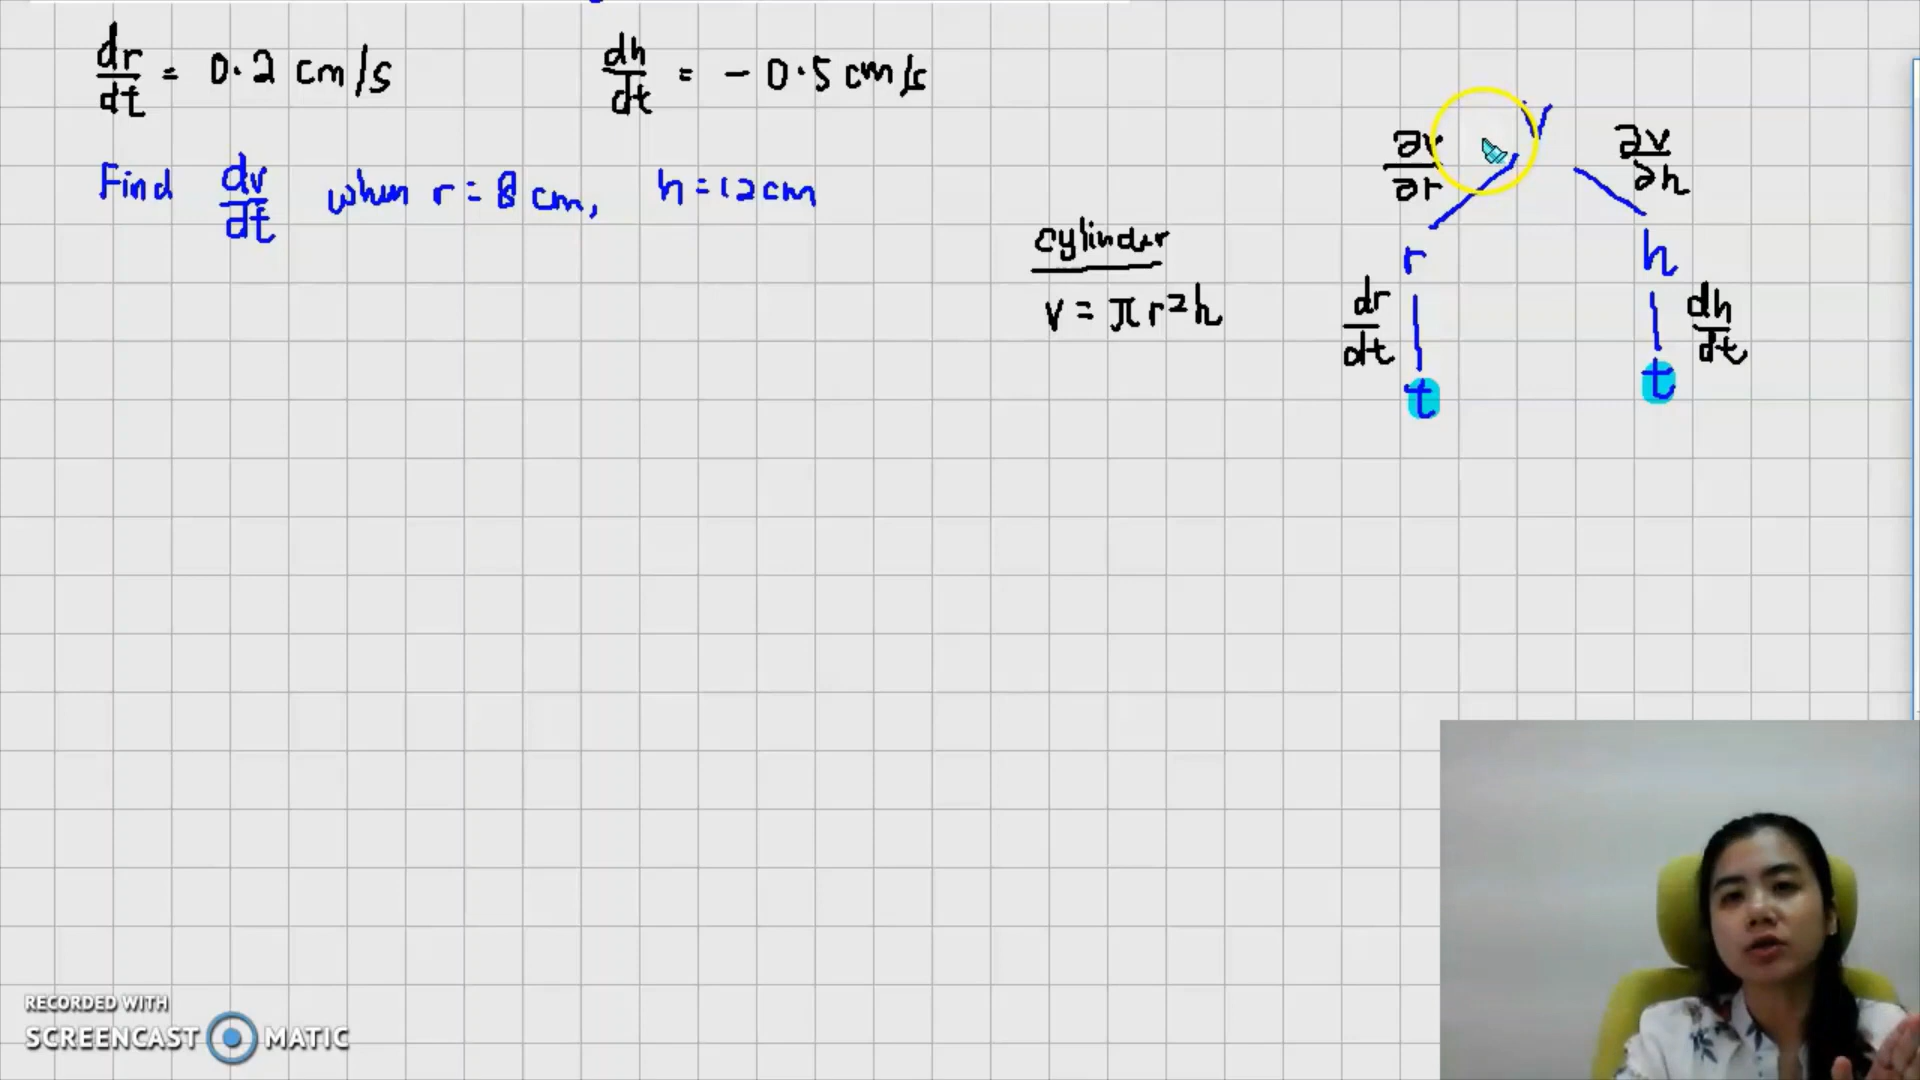 dr/dt = 0.2 cm/s
dh/dt = - 0.5 cm/s
Find dv/dt when r = 8 cm, h = 12 cm
cylinder
v = πr²h
V
∂v/∂r
∂v/∂h
r
h
dr/dt
dh/dt
t
t
RECORDED WITH
SCREENCAST MATIC